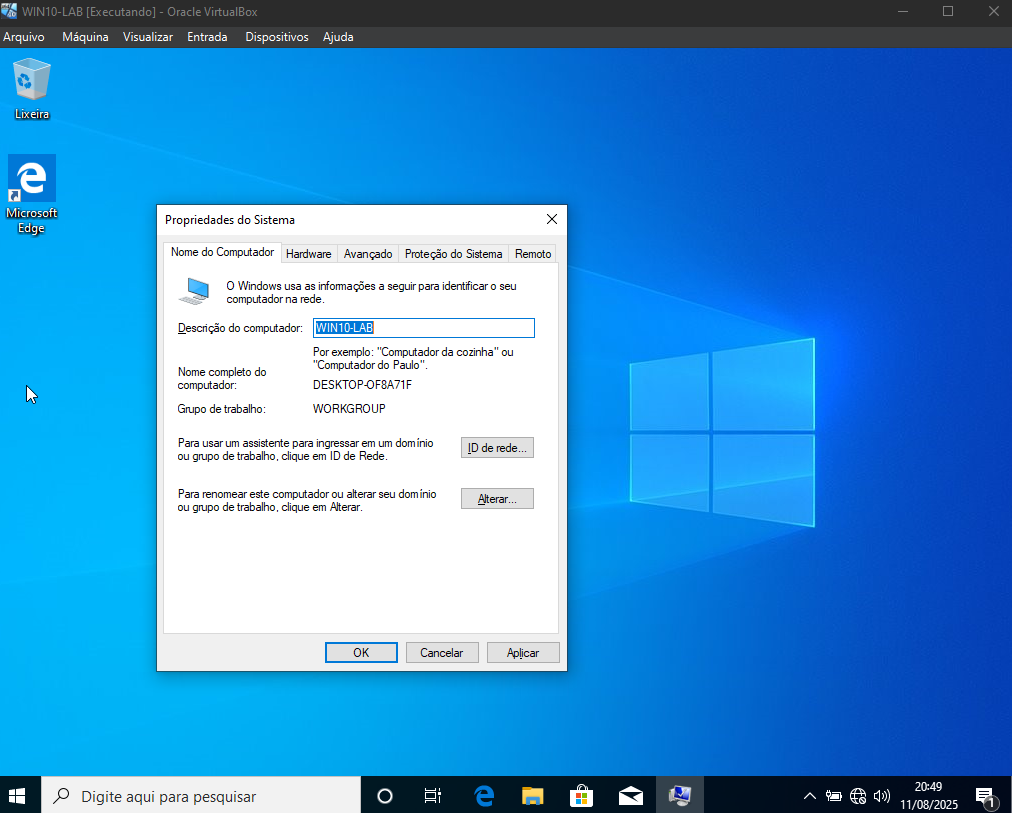 WIN10-LAB [Executando] - Oracle VirtualBox
Arquivo Máquina Visualizar Entrada Dispositivos Ajuda
Lixeira
Microsoft
Edge
Propriedades do Sistema
Nome do Computador Hardware Avançado Proteção do Sistema Remoto
O Windows usa as informações a seguir para identificar o seu
computador na rede.
Descrição do computador: WIN10-LAB
Por exemplo: "Computador da cozinha" ou
"Computador do Paulo".
Nome completo do
computador: DESKTOP-OF8A71F
Grupo de trabalho: WORKGROUP
Para usar um assistente para ingressar em um domínio
ou grupo de trabalho, clique em ID de Rede.
ID de rede...
Para renomear este computador ou alterar seu domínio
ou grupo de trabalho, clique em Alterar.
Alterar...
OK Cancelar Aplicar
Digite aqui para pesquisar
20:49
11/08/2025
1